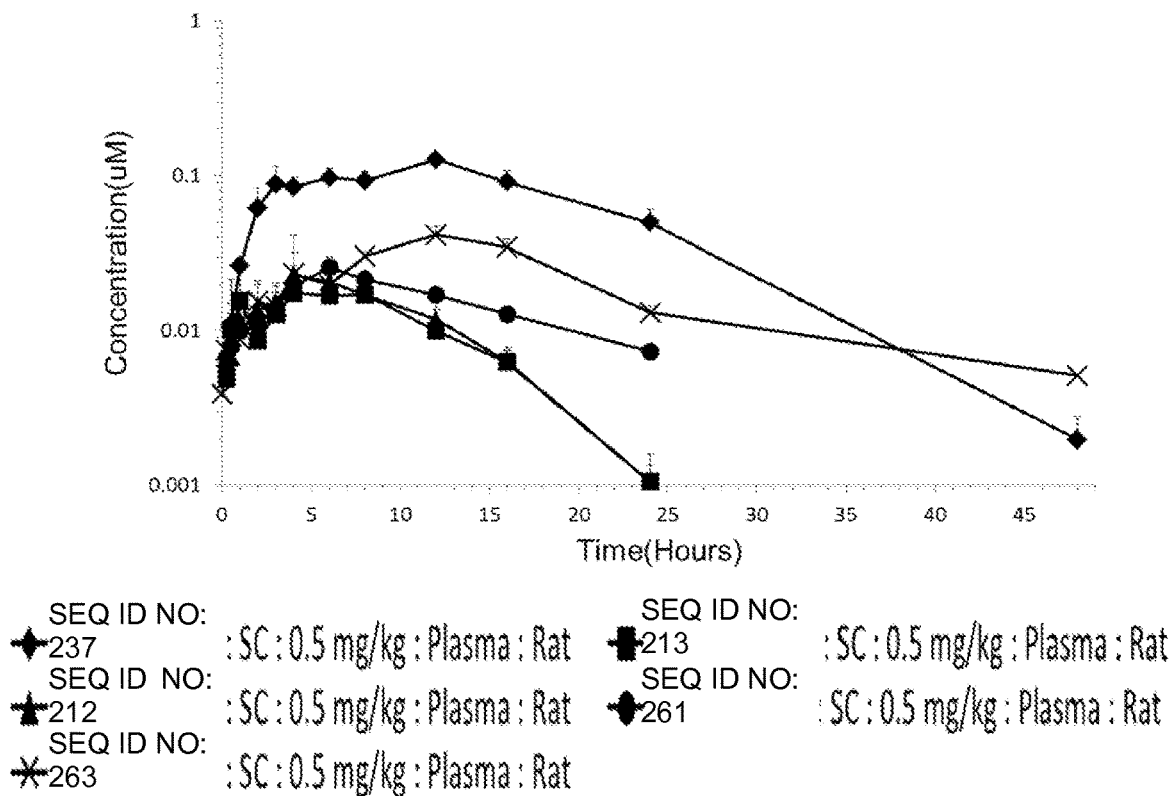 1
0.1
0.01
0.001
Concentration(uM)
0 5 10 15 20 25 30 35 40 45
Time(Hours)
SEQ ID NO:
237 : SC : 0.5 mg/kg : Plasma : Rat
SEQ ID NO:
213 : SC : 0.5 mg/kg : Plasma : Rat
SEQ ID NO:
212 : SC : 0.5 mg/kg : Plasma : Rat
SEQ ID NO:
261 : SC : 0.5 mg/kg : Plasma : Rat
SEQ ID NO:
263 : SC : 0.5 mg/kg : Plasma : Rat